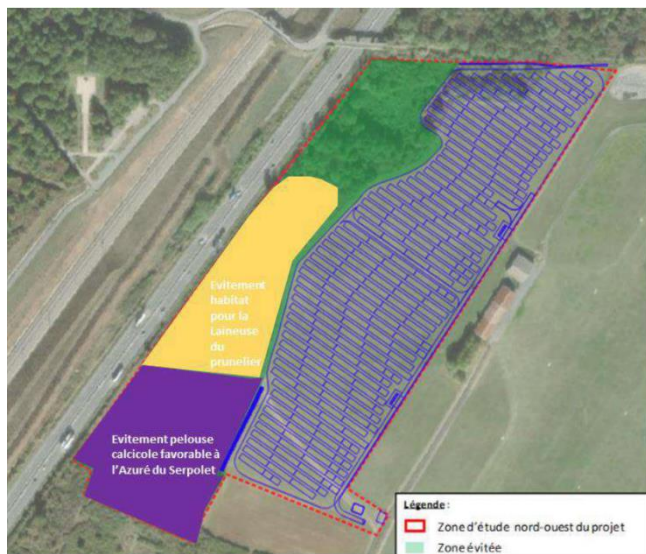 Evitement
habitat
pour la
Laineuse
du
prunelier
Evitement pelouse
calcicole favorable à
l'Azuré du Serpolet
Légende :
Zone d'étude nord-ouest du projet
Zone évitée